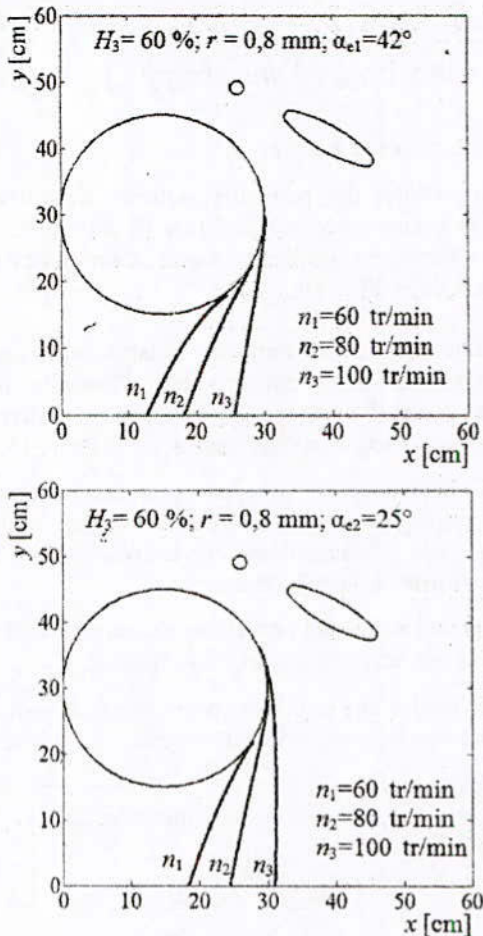 y [cm]
60
H₃= 60 %; r = 0,8 mm; αe1=42°
50
40
30
20
n₁=60 tr/min
n₂=80 tr/min
10
n₃=100 tr/min
n₁
n₂
n₃
0
0
10
20
30
40
50
60
x [cm]
y [cm]
60
H₃= 60 %; r = 0,8 mm; αe2=25°
50
40
30
20
n₁=60 tr/min
n₂=80 tr/min
10
n₃=100 tr/min
n₁
n₂
n₃
0
0
10
20
30
40
50
60
x [cm]